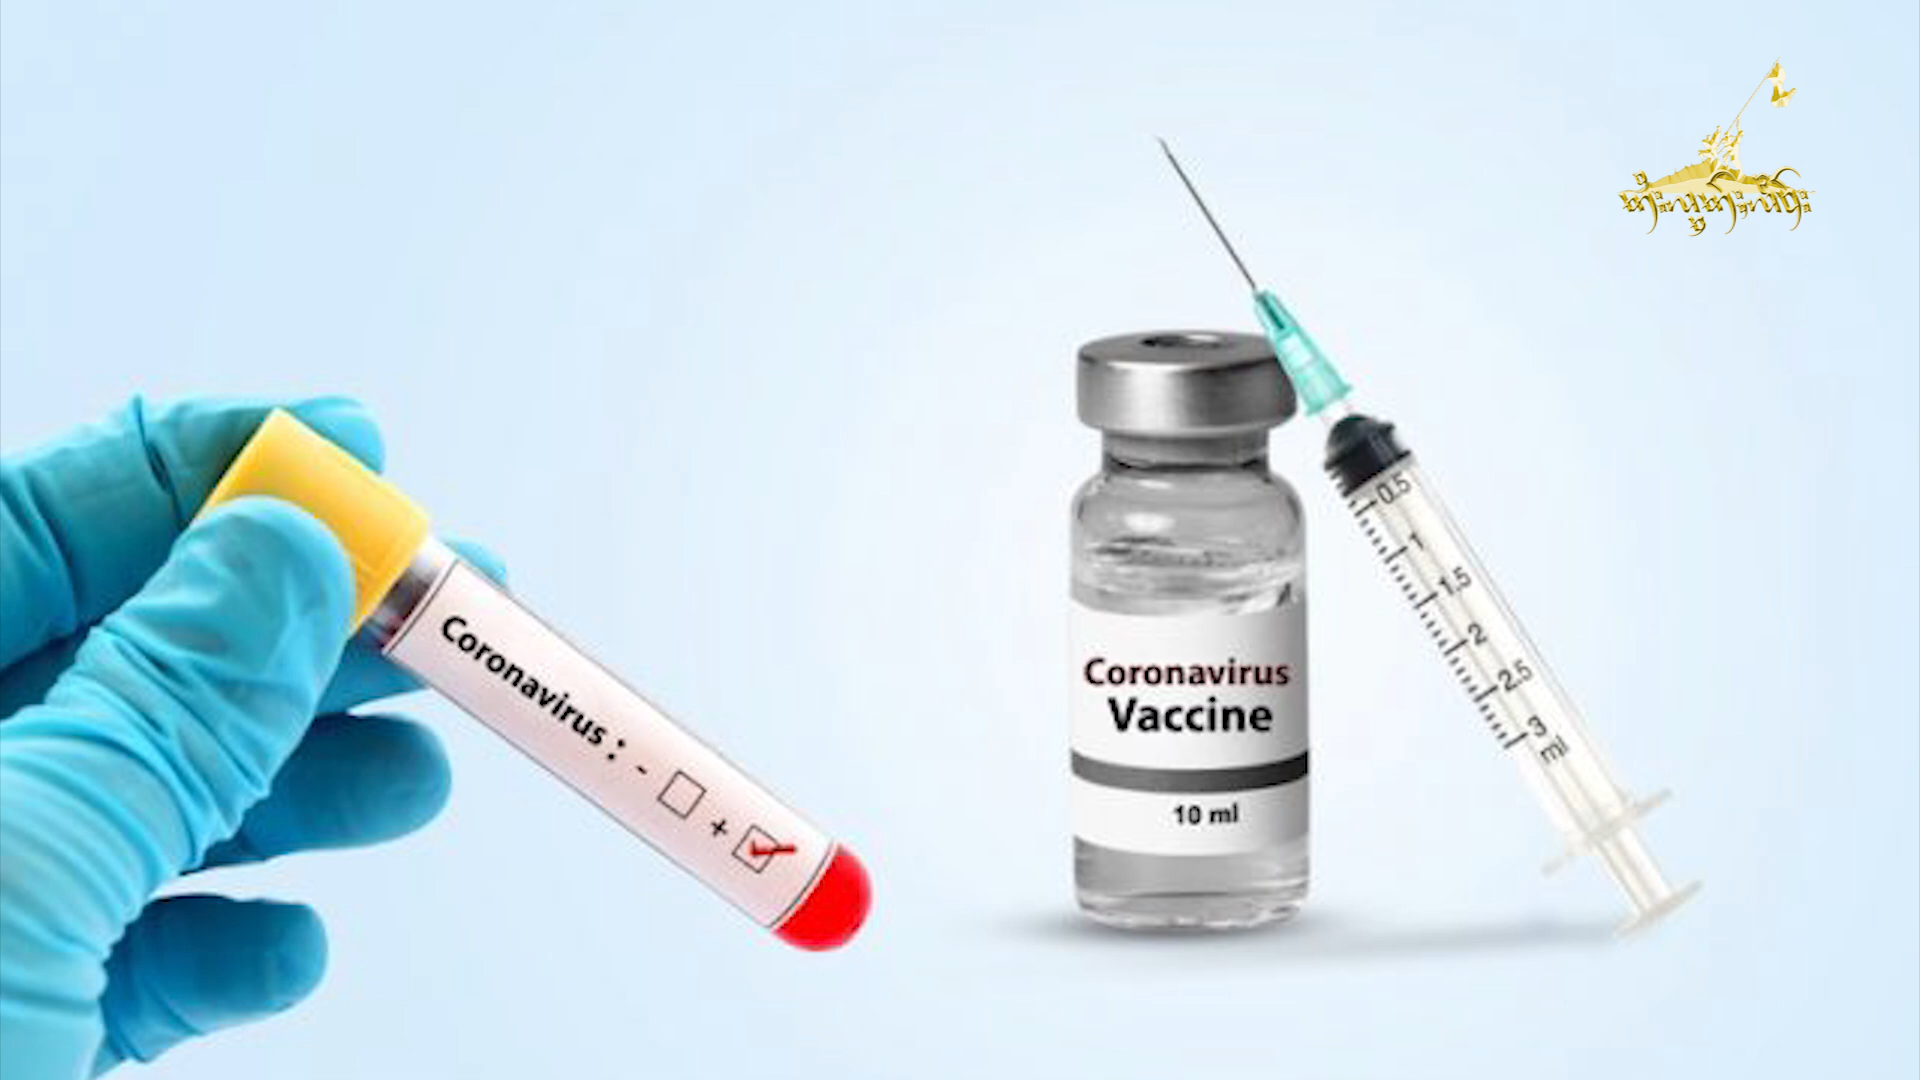 Coronavirus : - +
Coronavirus
Vaccine
10 ml
0.5
1
1.5
2
2.5
3
ml